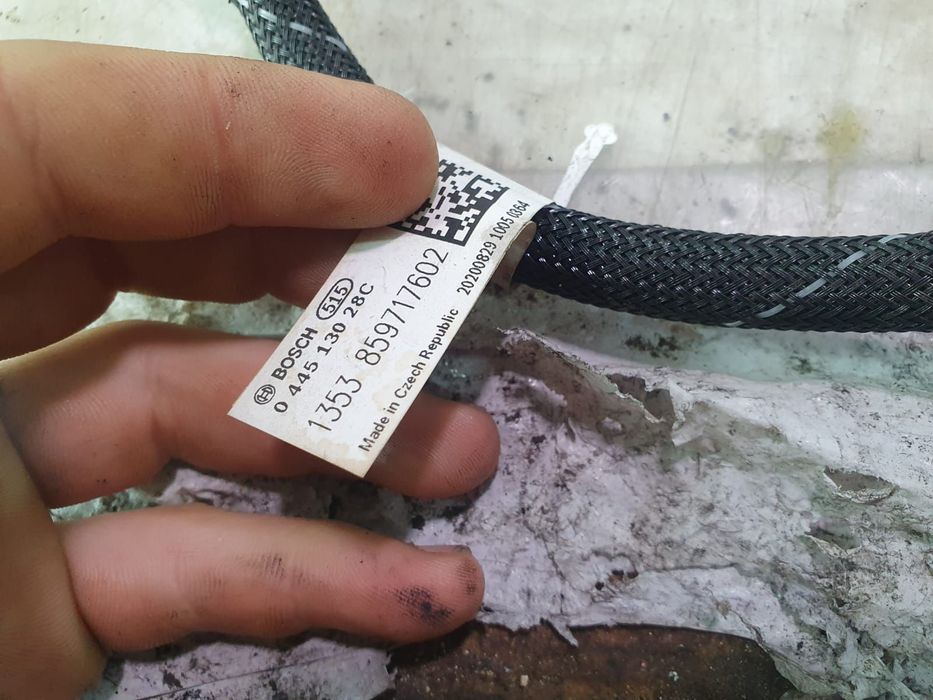 BOSCH 515
0 445 130 28C
1353 859717602
Made in Czech Republic 20200829 1005 0364